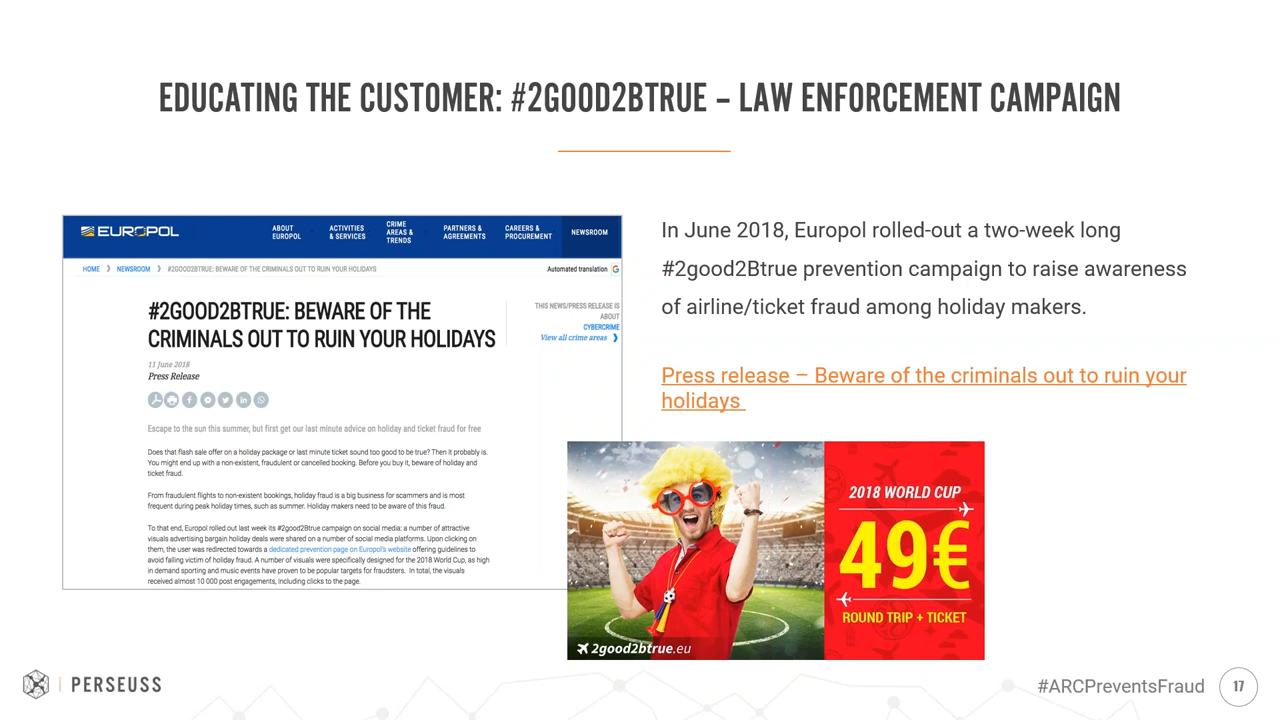 EDUCATING THE CUSTOMER: #2GOOD2BTRUE – LAW ENFORCEMENT CAMPAIGN
EUROPOL
ABOUT
EUROPOL
ACTIVITIES
& SERVICES
CRIME
AREAS &
TRENDS
PARTNERS &
AGREEMENTS
CAREERS &
PROCUREMENT
NEWSROOM
HOME NEWSROOM #2GOOD2BTRUE: BEWARE OF THE CRIMINALS OUT TO RUIN YOUR HOLIDAYS
Automated translation
#2GOOD2BTRUE: BEWARE OF THE
CRIMINALS OUT TO RUIN YOUR HOLIDAYS
THIS NEWS/PRESS RELEASE IS
ABOUT
CYBERCRIME
View all crime areas
11 June 2018
Press Release
Escape to the sun this summer, but first get our last minute advice on holiday and ticket fraud for free
Does that flash sale offer on a holiday package or last minute ticket sound too good to be true? Then it probably is.
You might end up with a non-existent, fraudulent or cancelled booking. Before you buy it, beware of holiday and
ticket fraud.
From fraudulent flights to non-existent bookings, holiday fraud is a big business for scammers and is most
frequent during peak holiday times, such as summer. Holiday makers need to be aware of this fraud.
To that end, Europol rolled out last week its #2good2Btrue campaign on social media: a number of attractive
visuals advertising bargain holiday deals were shared on a number of social media platforms. Upon clicking on
them, the user was redirected towards a dedicated prevention page on Europol's website offering guidelines to
avoid falling victim of holiday fraud. A number of visuals were specifically designed for the 2018 World Cup, as high
in demand sporting and music events have proven to be popular targets for fraudsters. In total, the visuals
received almost 10 000 post engagements, including clicks to the page.
In June 2018, Europol rolled-out a two-week long
#2good2Btrue prevention campaign to raise awareness
of airline/ticket fraud among holiday makers.
Press release – Beware of the criminals out to ruin your
holidays
2018 WORLD CUP
49€
ROUND TRIP + TICKET
2good2btrue.eu
PERSEUSS
#ARCPreventsFraud
17